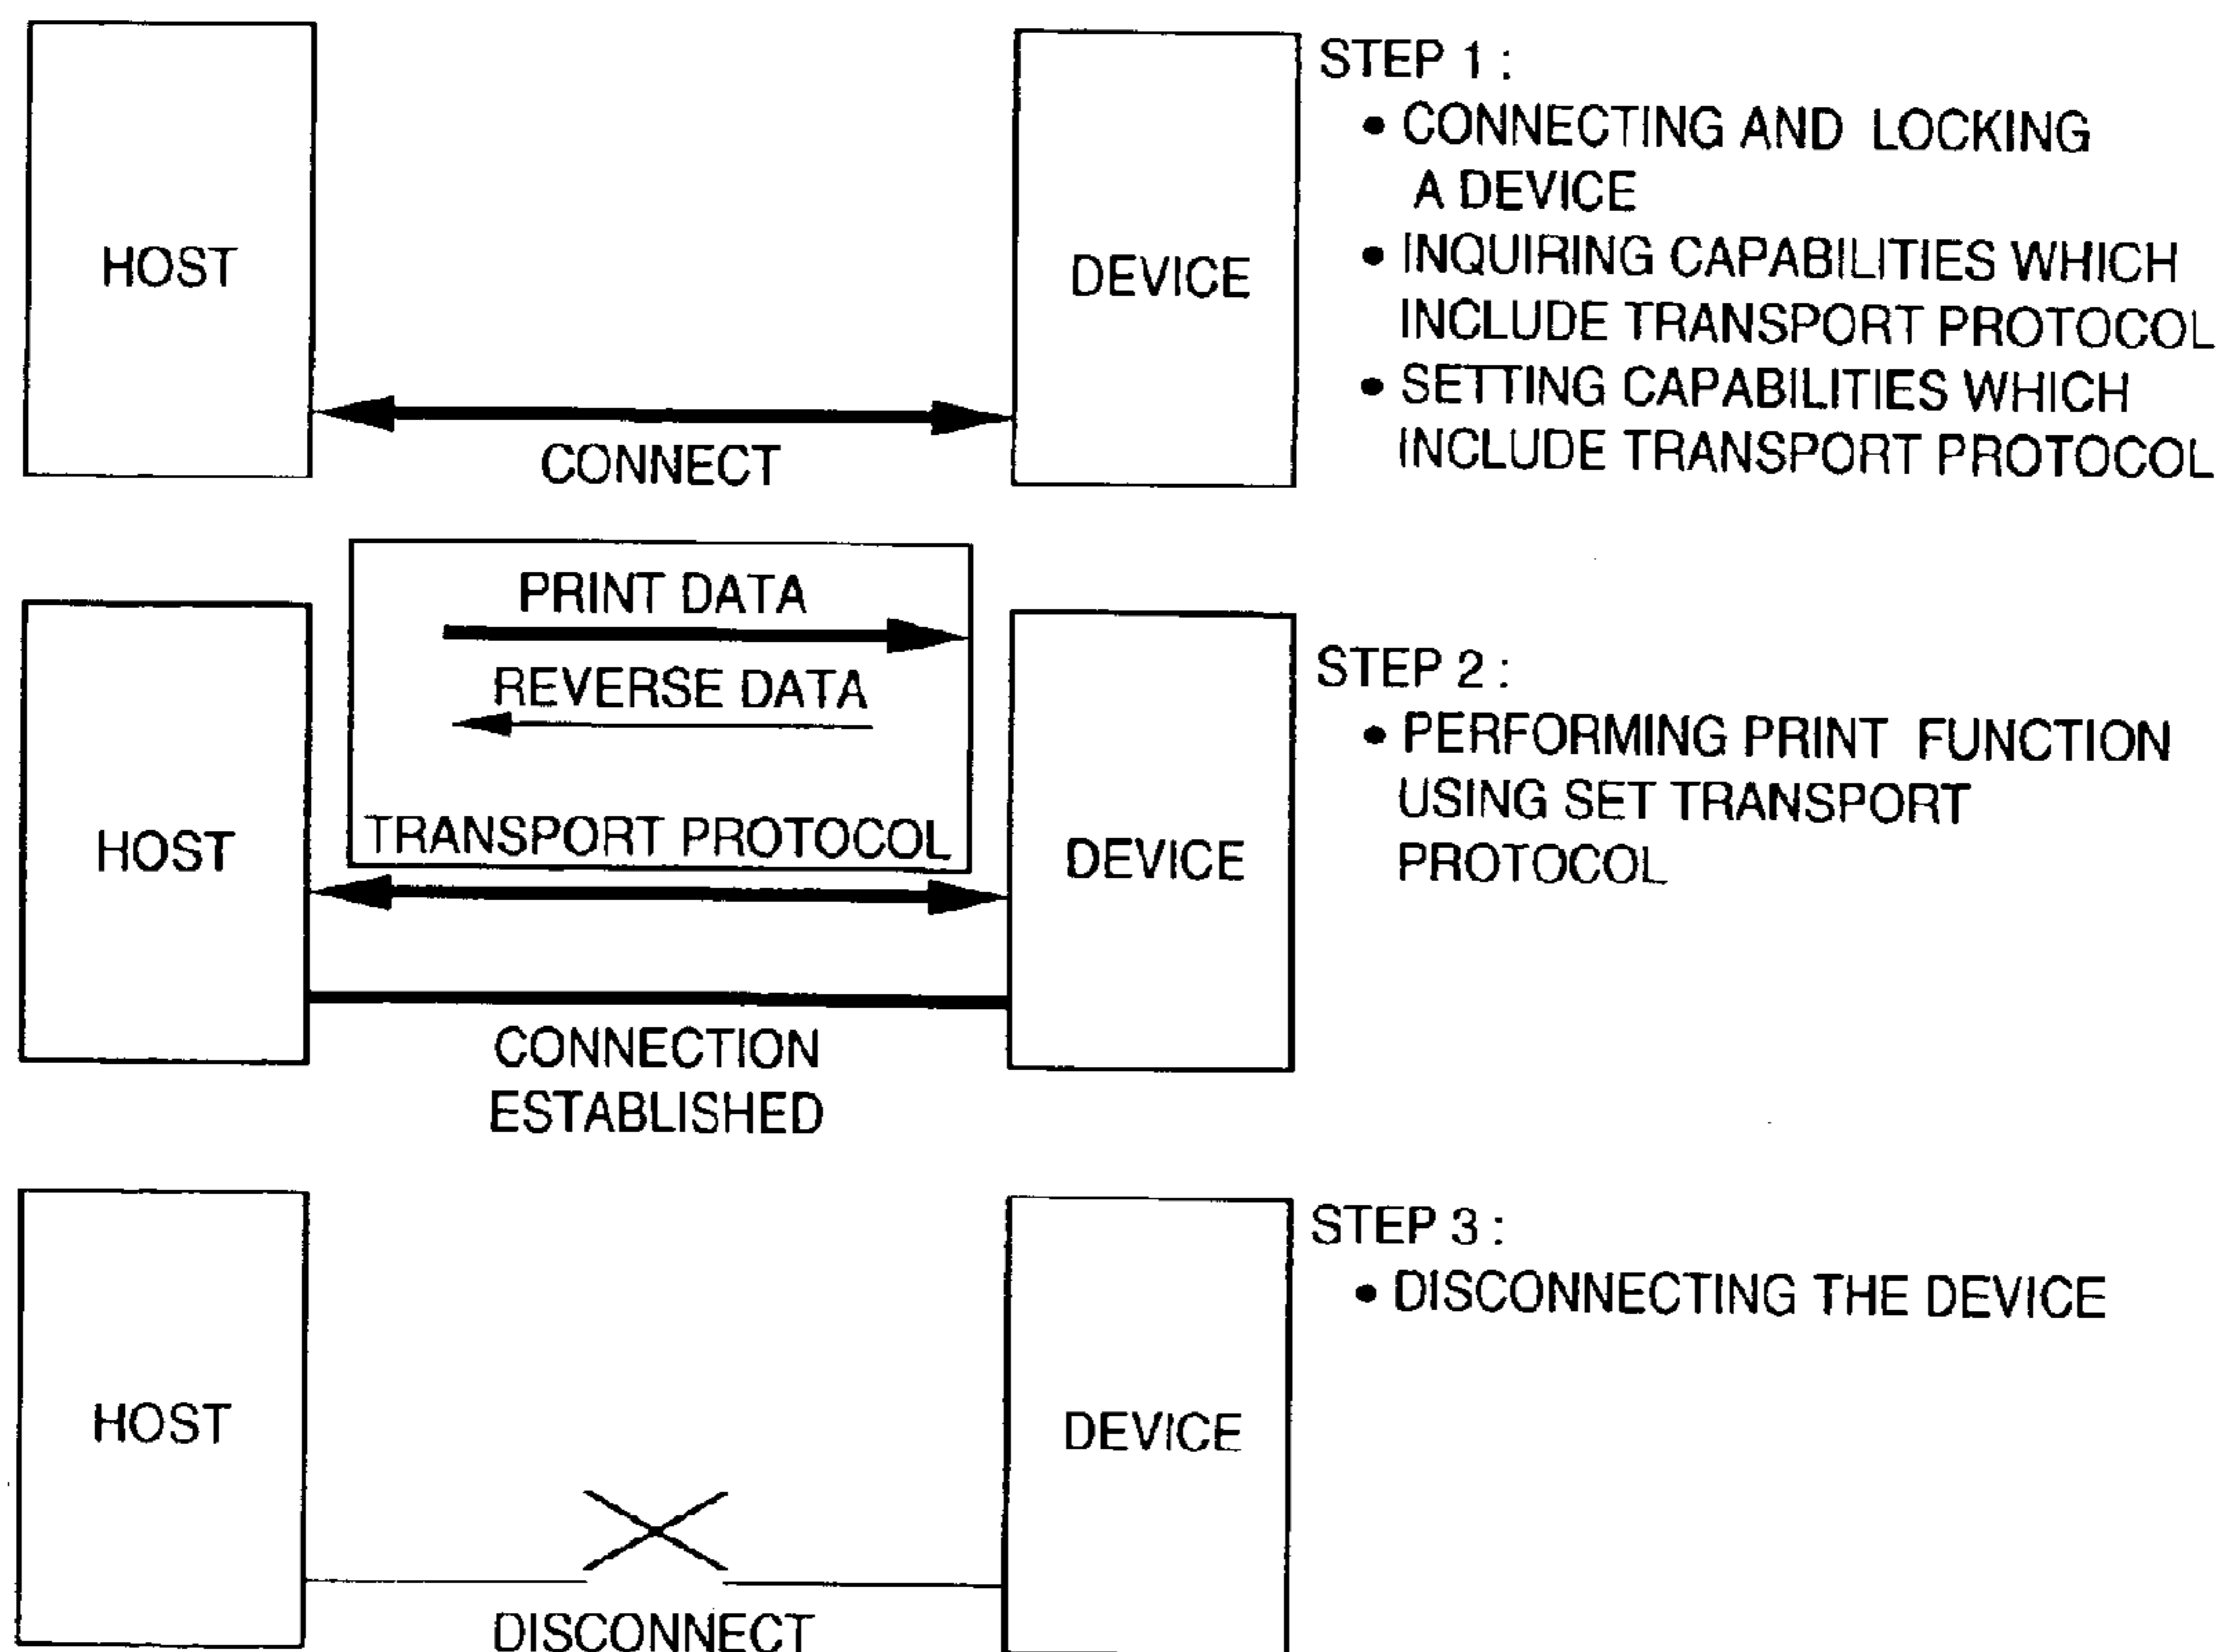 HOST
DEVICE
CONNECT
STEP 1 :
• CONNECTING AND LOCKING
A DEVICE
• INQUIRING CAPABILITIES WHICH
INCLUDE TRANSPORT PROTOCOL
• SETTING CAPABILITIES WHICH
INCLUDE TRANSPORT PROTOCOL
PRINT DATA
REVERSE DATA
TRANSPORT PROTOCOL
HOST
DEVICE
CONNECTION
ESTABLISHED
STEP 2 :
• PERFORMING PRINT FUNCTION
USING SET TRANSPORT
PROTOCOL
HOST
DEVICE
DISCONNECT
STEP 3 :
• DISCONNECTING THE DEVICE